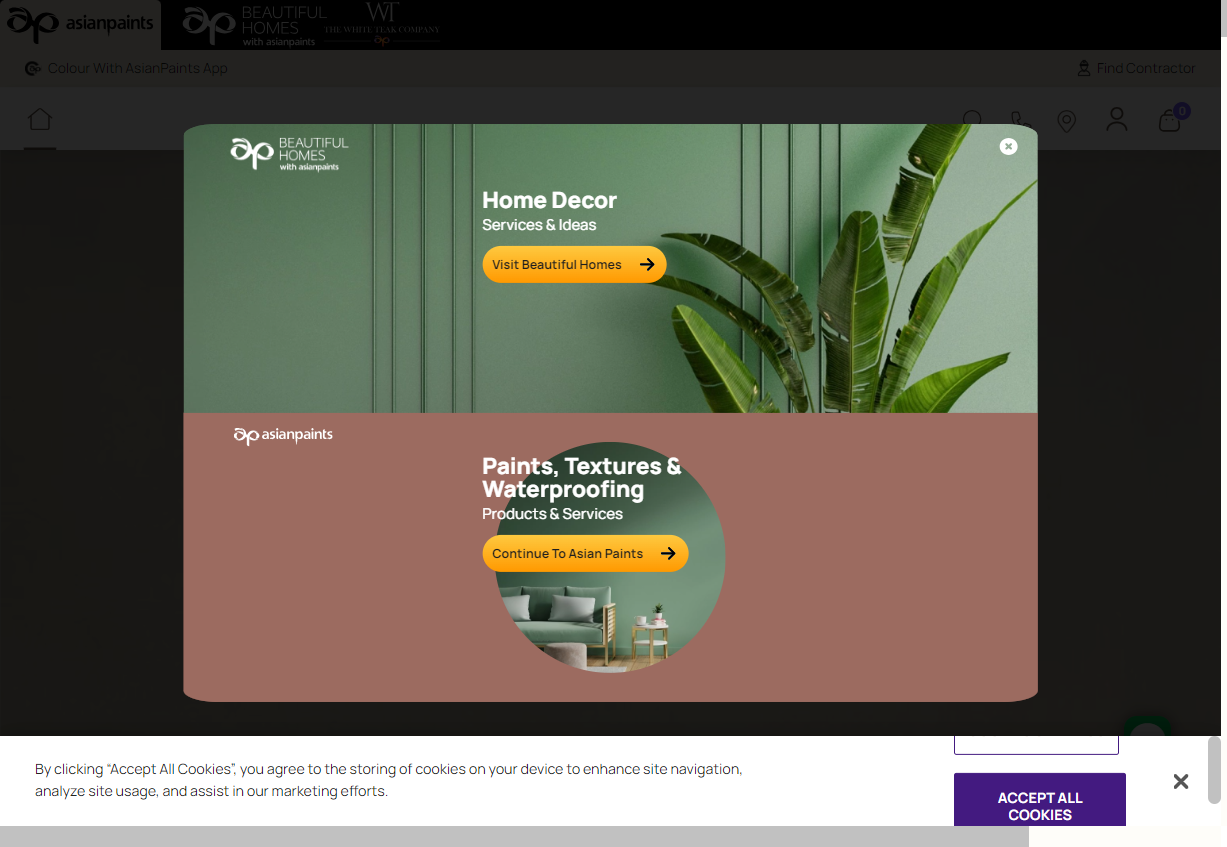 asianpaints
BEAUTIFUL
HOMES
with asianpaints
WT
THE WHITE TEAK COMPANY
Colour With AsianPaints App
Find Contractor
0
BEAUTIFUL
HOMES
with asianpaints
Home Decor
Services & Ideas
Visit Beautiful Homes
asianpaints
Paints, Textures &
Waterproofing
Products & Services
Continue To Asian Paints
By clicking “Accept All Cookies”, you agree to the storing of cookies on your device to enhance site navigation,
analyze site usage, and assist in our marketing efforts.
ACCEPT ALL
COOKIES